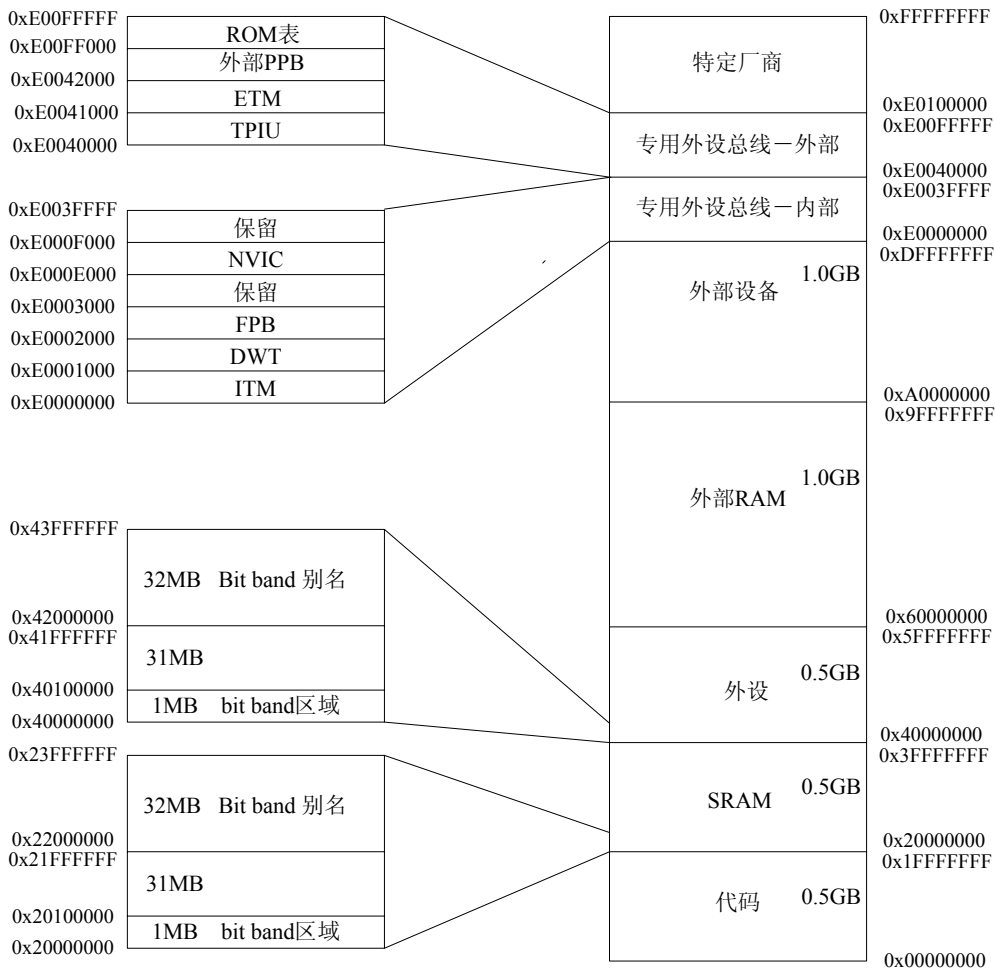 0xE00FFFFF
ROM表
0xE00FF000
外部PPB
0xE0042000
ETM
0xE0041000
TPIU
0xE0040000
0xE003FFFF
保留
0xE000F000
NVIC
0xE000E000
保留
0xE0003000
FPB
0xE0002000
DWT
0xE0001000
ITM
0xE0000000
0x43FFFFFF
32MB Bit band 别名
0x42000000
0x41FFFFFF
31MB
0x40100000
1MB bit band区域
0x40000000
0x23FFFFFF
32MB Bit band 别名
0x22000000
0x21FFFFFF
31MB
0x20100000
1MB bit band区域
0x20000000
0xFFFFFFFF
特定厂商
0xE0100000
0xE00FFFFF
专用外设总线－外部
0xE0040000
0xE003FFFF
专用外设总线－内部
0xE0000000
0xDFFFFFFF
1.0GB
外部设备
0xA0000000
0x9FFFFFFF
1.0GB
外部RAM
0x60000000
0x5FFFFFFF
0.5GB
外设
0x40000000
0x3FFFFFFF
0.5GB
SRAM
0x20000000
0x1FFFFFFF
0.5GB
代码
0x00000000